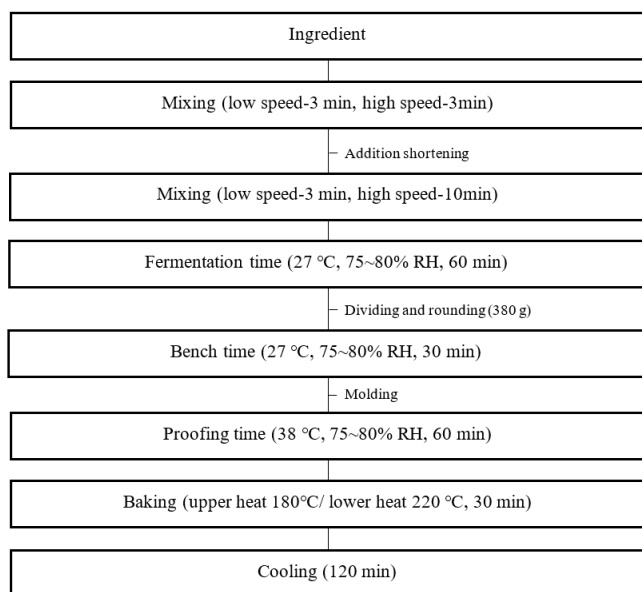 Ingredient
Mixing (low speed-3 min, high speed-3min)
Addition shortening
Mixing (low speed-3 min, high speed-10min)
Fermentation time (27 ℃, 75~80% RH, 60 min)
Dividing and rounding (380 g)
Bench time (27 ℃, 75~80% RH, 30 min)
Molding
Proofing time (38 ℃, 75~80% RH, 60 min)
Baking (upper heat 180℃/ lower heat 220 ℃, 30 min)
Cooling (120 min)